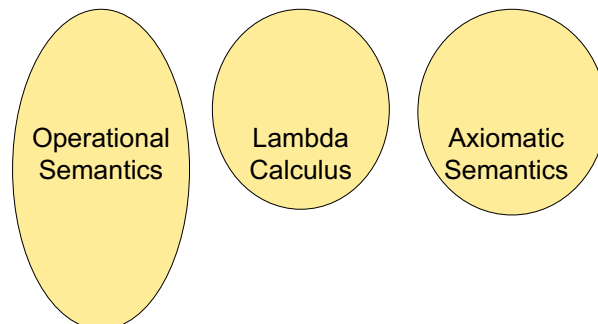 Operational
Semantics
Lambda
Calculus
Axiomatic
Semantics